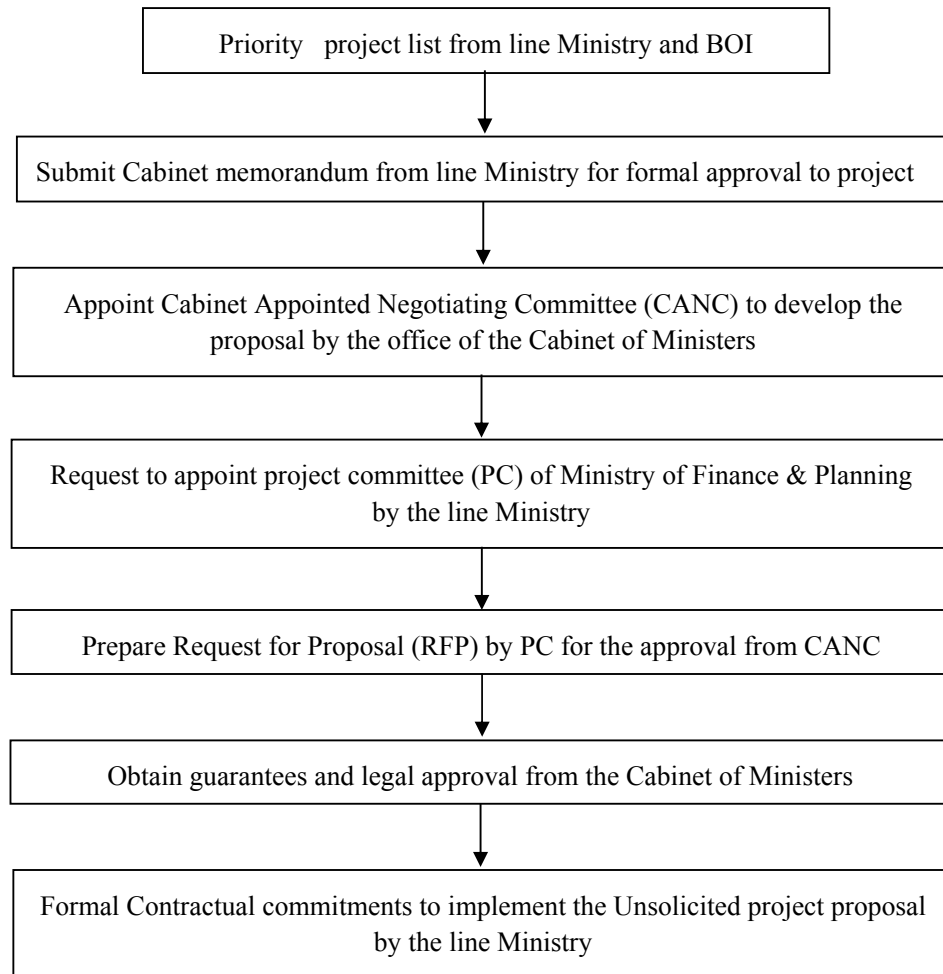 Priority project list from line Ministry and BOI
Submit Cabinet memorandum from line Ministry for formal approval to project
Appoint Cabinet Appointed Negotiating Committee (CANC) to develop the
proposal by the office of the Cabinet of Ministers
Request to appoint project committee (PC) of Ministry of Finance & Planning
by the line Ministry
Prepare Request for Proposal (RFP) by PC for the approval from CANC
Obtain guarantees and legal approval from the Cabinet of Ministers
Formal Contractual commitments to implement the Unsolicited project proposal
by the line Ministry